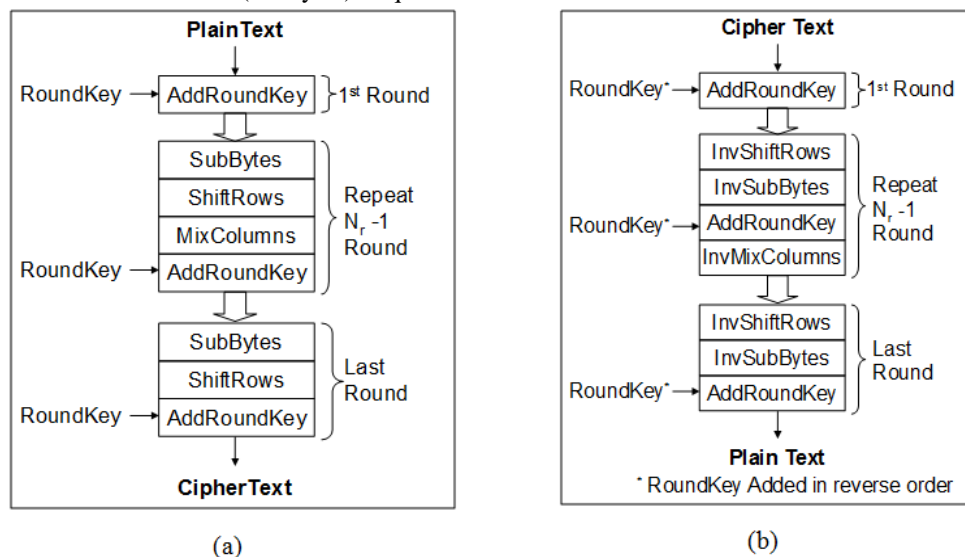 PlainText
RoundKey
AddRoundKey
1st Round
SubBytes
ShiftRows
MixColumns
RoundKey
AddRoundKey
Repeat
Nr -1
Round
SubBytes
ShiftRows
RoundKey
AddRoundKey
Last
Round
CipherText
(a)
Cipher Text
RoundKey*
AddRoundKey
1st Round
InvShiftRows
InvSubBytes
RoundKey*
AddRoundKey
InvMixColumns
Repeat
Nr -1
Round
InvShiftRows
InvSubBytes
RoundKey*
AddRoundKey
Last
Round
Plain Text
* RoundKey Added in reverse order
(b)